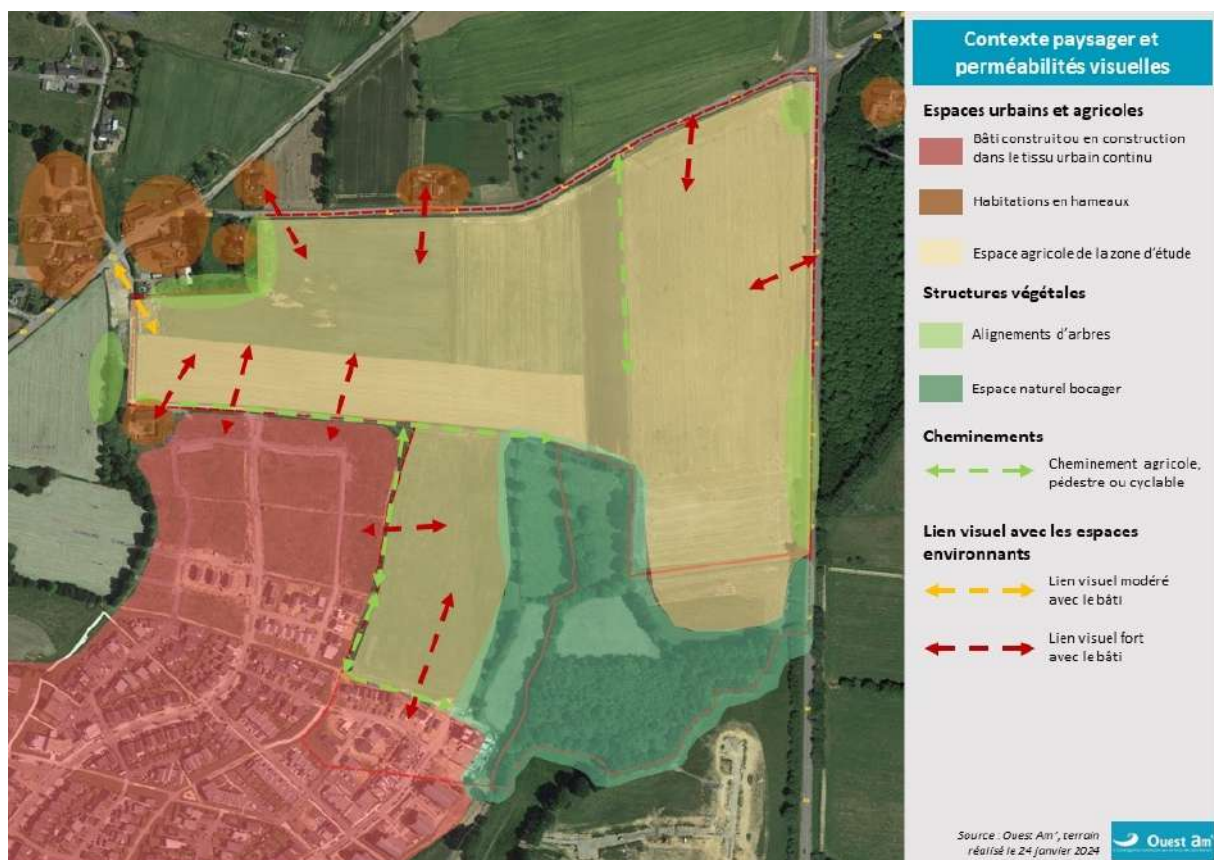 Contexte paysager et
perméabilités visuelles
Espaces urbains et agricoles
Bâti construit ou en construction
dans le tissu urbain continu
Habitations en hameaux
Espace agricole de la zone d'étude
Structures végétales
Alignements d'arbres
Espace naturel bocager
Cheminements
Cheminement agricole,
pédestre ou cyclable
Lien visuel avec les espaces
environnants
Lien visuel modéré
avec le bâti
Lien visuel fort
avec le bâti
Source : Ouest Am', terrain
réalisé le 24 janvier 2024
Ouest am'